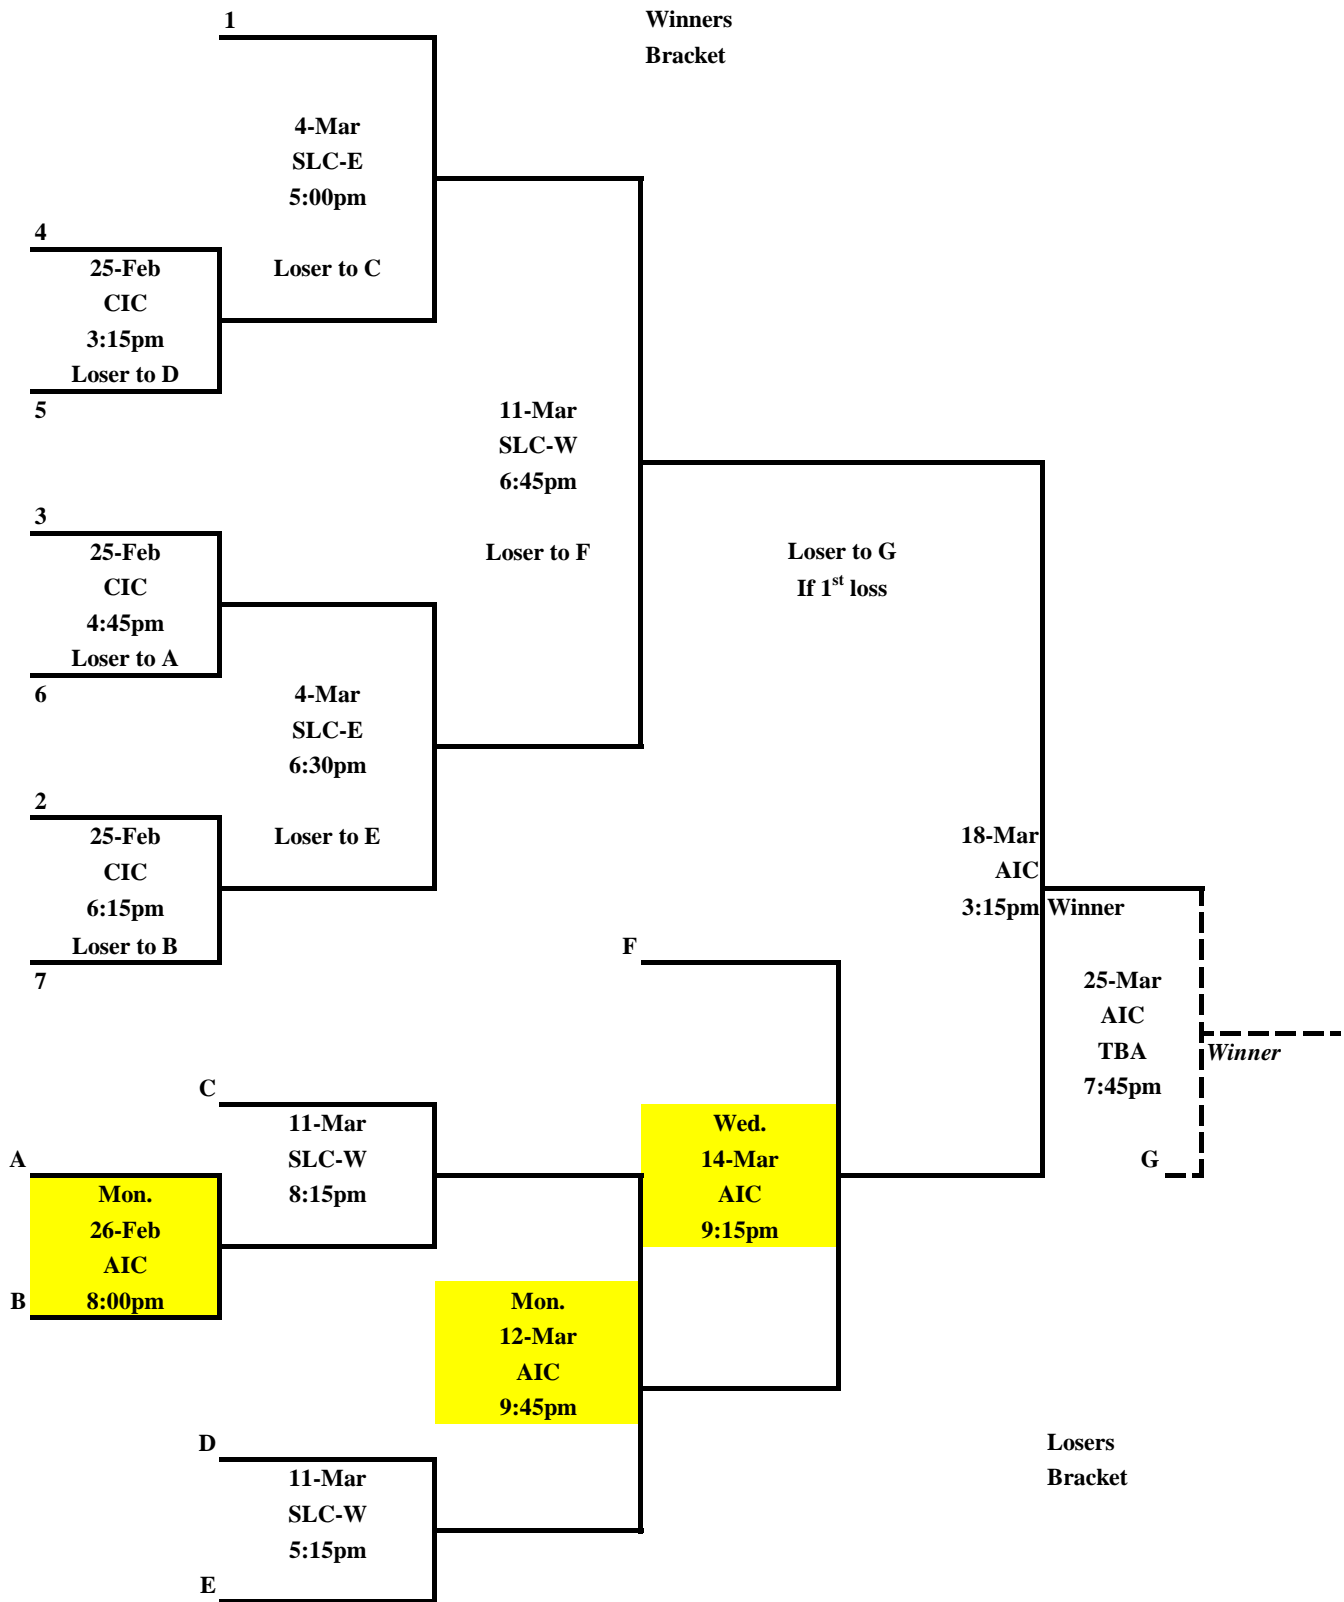 1
Winners
Bracket
4-Mar
SLC-E
5:00pm
Loser to C
4
25-Feb
CIC
3:15pm
Loser to D
5
11-Mar
SLC-W
6:45pm
Loser to F
3
25-Feb
CIC
4:45pm
Loser to A
6
Loser to G
If 1st loss
4-Mar
SLC-E
6:30pm
Loser to E
2
25-Feb
CIC
6:15pm
Loser to B
7
18-Mar
AIC
3:15pm Winner
F
25-Mar
AIC
TBA
7:45pm
Winner
G
C
11-Mar
SLC-W
8:15pm
A
Mon.
26-Feb
AIC
8:00pm
B
Wed.
14-Mar
AIC
9:15pm
Mon.
12-Mar
AIC
9:45pm
D
11-Mar
SLC-W
5:15pm
E
Losers
Bracket